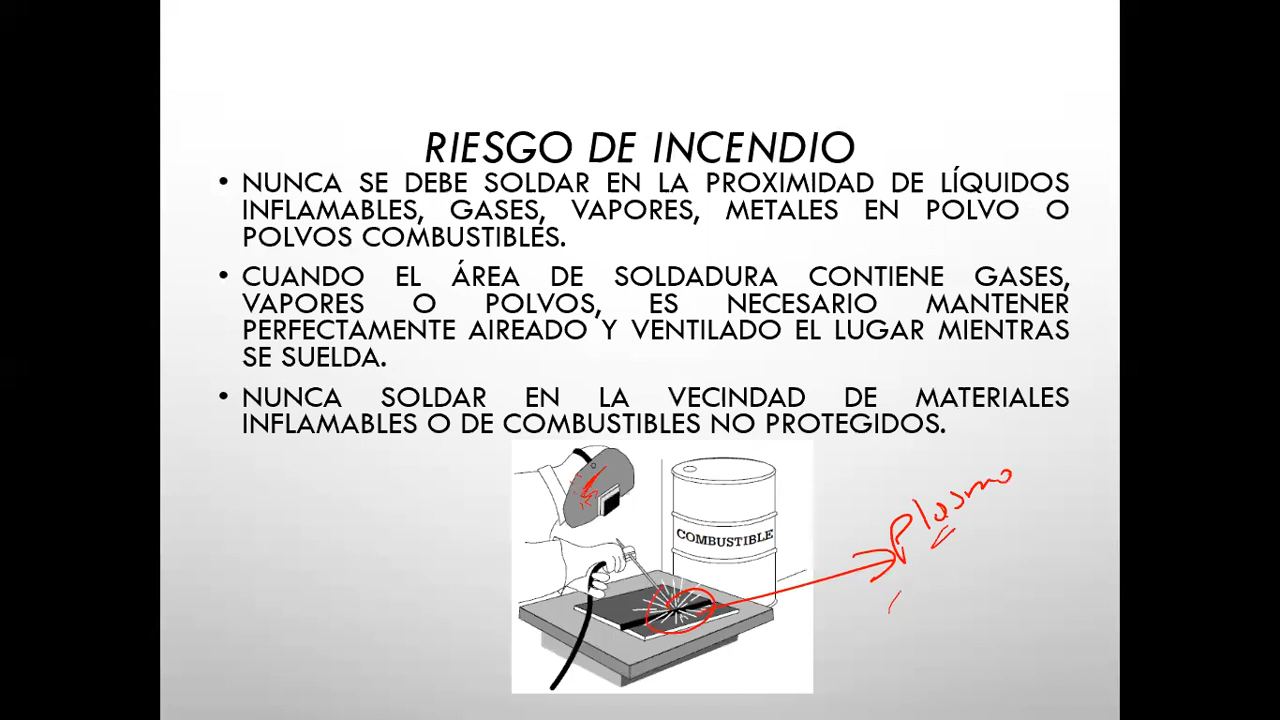 RIESGO DE INCENDIO
• NUNCA SE DEBE SOLDAR EN LA PROXIMIDAD DE LÍQUIDOS
INFLAMABLES, GASES, VAPORES, METALES EN POLVO O
POLVOS COMBUSTIBLES.
• CUANDO EL ÁREA DE SOLDADURA CONTIENE GASES,
VAPORES O POLVOS, ES NECESARIO MANTENER
PERFECTAMENTE AIREADO Y VENTILADO EL LUGAR MIENTRAS
SE SUELDA.
• NUNCA SOLDAR EN LA VECINDAD DE MATERIALES
INFLAMABLES O DE COMBUSTIBLES NO PROTEGIDOS.
COMBUSTIBLE
Plasmo